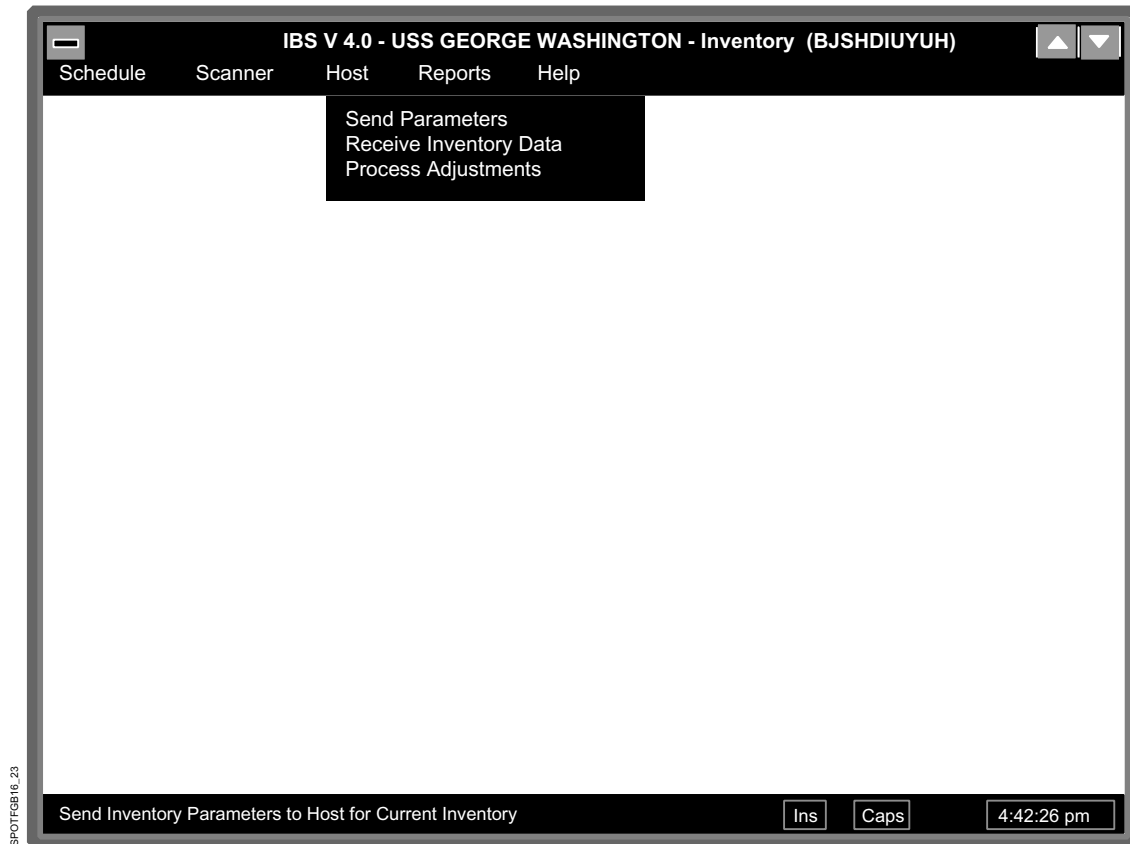 IBS V 4.0 - USS GEORGE WASHINGTON - Inventory (BJSHDIUYUH)
Schedule Scanner Host Reports Help
Send Parameters
Receive Inventory Data
Process Adjustments
Send Inventory Parameters to Host for Current Inventory Ins Caps 4:42:26 pm
SPOTFGB16_23